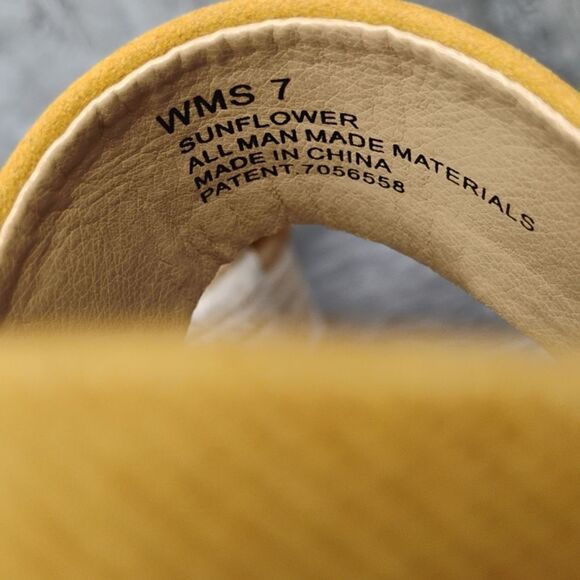 WMS 7
SUNFLOWER
ALL MAN MADE MATERIALS
MADE IN CHINA
PATENT.7056558